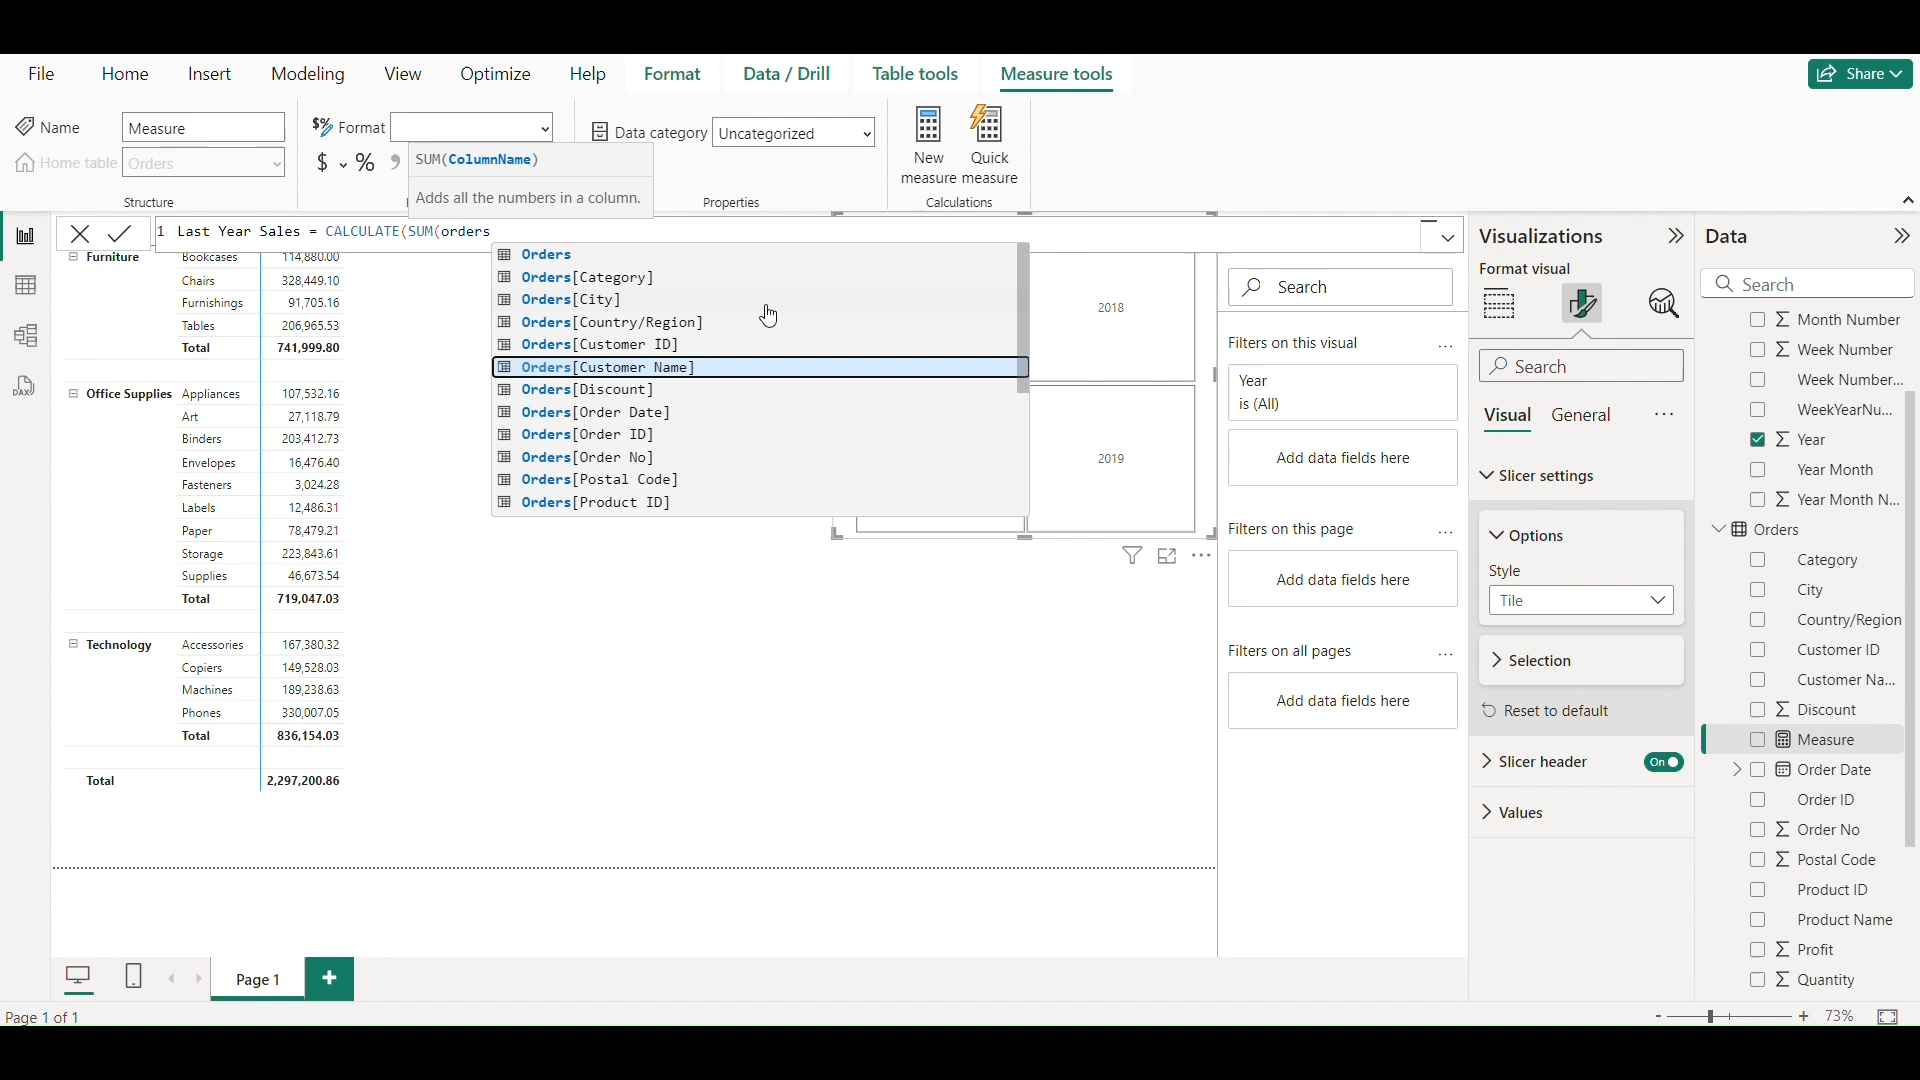 File Home Insert Modeling View Optimize Help Format Data / Drill Table tools Measure tools Share
Name Measure
Home table Orders
Structure
$% Format
$ % 9
SUM(ColumnName)
Adds all the numbers in a column.
Data category Uncategorized
Properties
New measure
Quick measure
Calculations
1 Last Year Sales = CALCULATE(SUM(orders
Orders
Orders[Category]
Orders[City]
Orders[Country/Region]
Orders[Customer ID]
Orders[Customer Name]
Orders[Discount]
Orders[Order Date]
Orders[Order ID]
Orders[Order No]
Orders[Postal Code]
Orders[Product ID]
DAX
Furniture Bookcases 114,880.00
Chairs 328,449.10
Furnishings 91,705.16
Tables 206,965.53
Total 741,999.80
Office Supplies Appliances 107,532.16
Art 27,118.79
Binders 203,412.73
Envelopes 16,476.40
Fasteners 3,024.28
Labels 12,486.31
Paper 78,479.21
Storage 223,843.61
Supplies 46,673.54
Total 719,047.03
Technology Accessories 167,380.32
Copiers 149,528.03
Machines 189,238.63
Phones 330,007.05
Total 836,154.03
Total 2,297,200.86
2018
2019
Search
Filters on this visual ...
Year
is (All)
Add data fields here
Filters on this page ...
Add data fields here
Filters on all pages ...
Add data fields here
Visualizations
Format visual
Search
Visual General ...
Slicer settings
Options
Style
Tile
Selection
Reset to default
Slicer header On
Values
Data
Search
Month Number
Week Number
Week Number...
WeekYearNu...
Year
Year Month
Year Month N...
Orders
Category
City
Country/Region
Customer ID
Customer Na...
Discount
Measure
Order Date
Order ID
Order No
Postal Code
Product ID
Product Name
Profit
Quantity
Page 1 +
Page 1 of 1
- + 73%